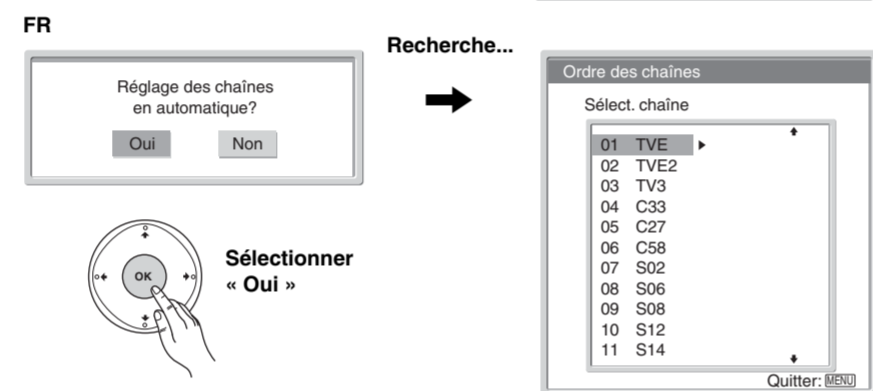 FR
Réglage des chaînes
en automatique?
Oui Non
Recherche...
OK
Sélectionner
« Oui »
Ordre des chaînes
Sélect. chaîne
01 TVE
02 TVE2
03 TV3
04 C33
05 C27
06 C58
07 S02
08 S06
09 S08
10 S12
11 S14
Quitter: MENU